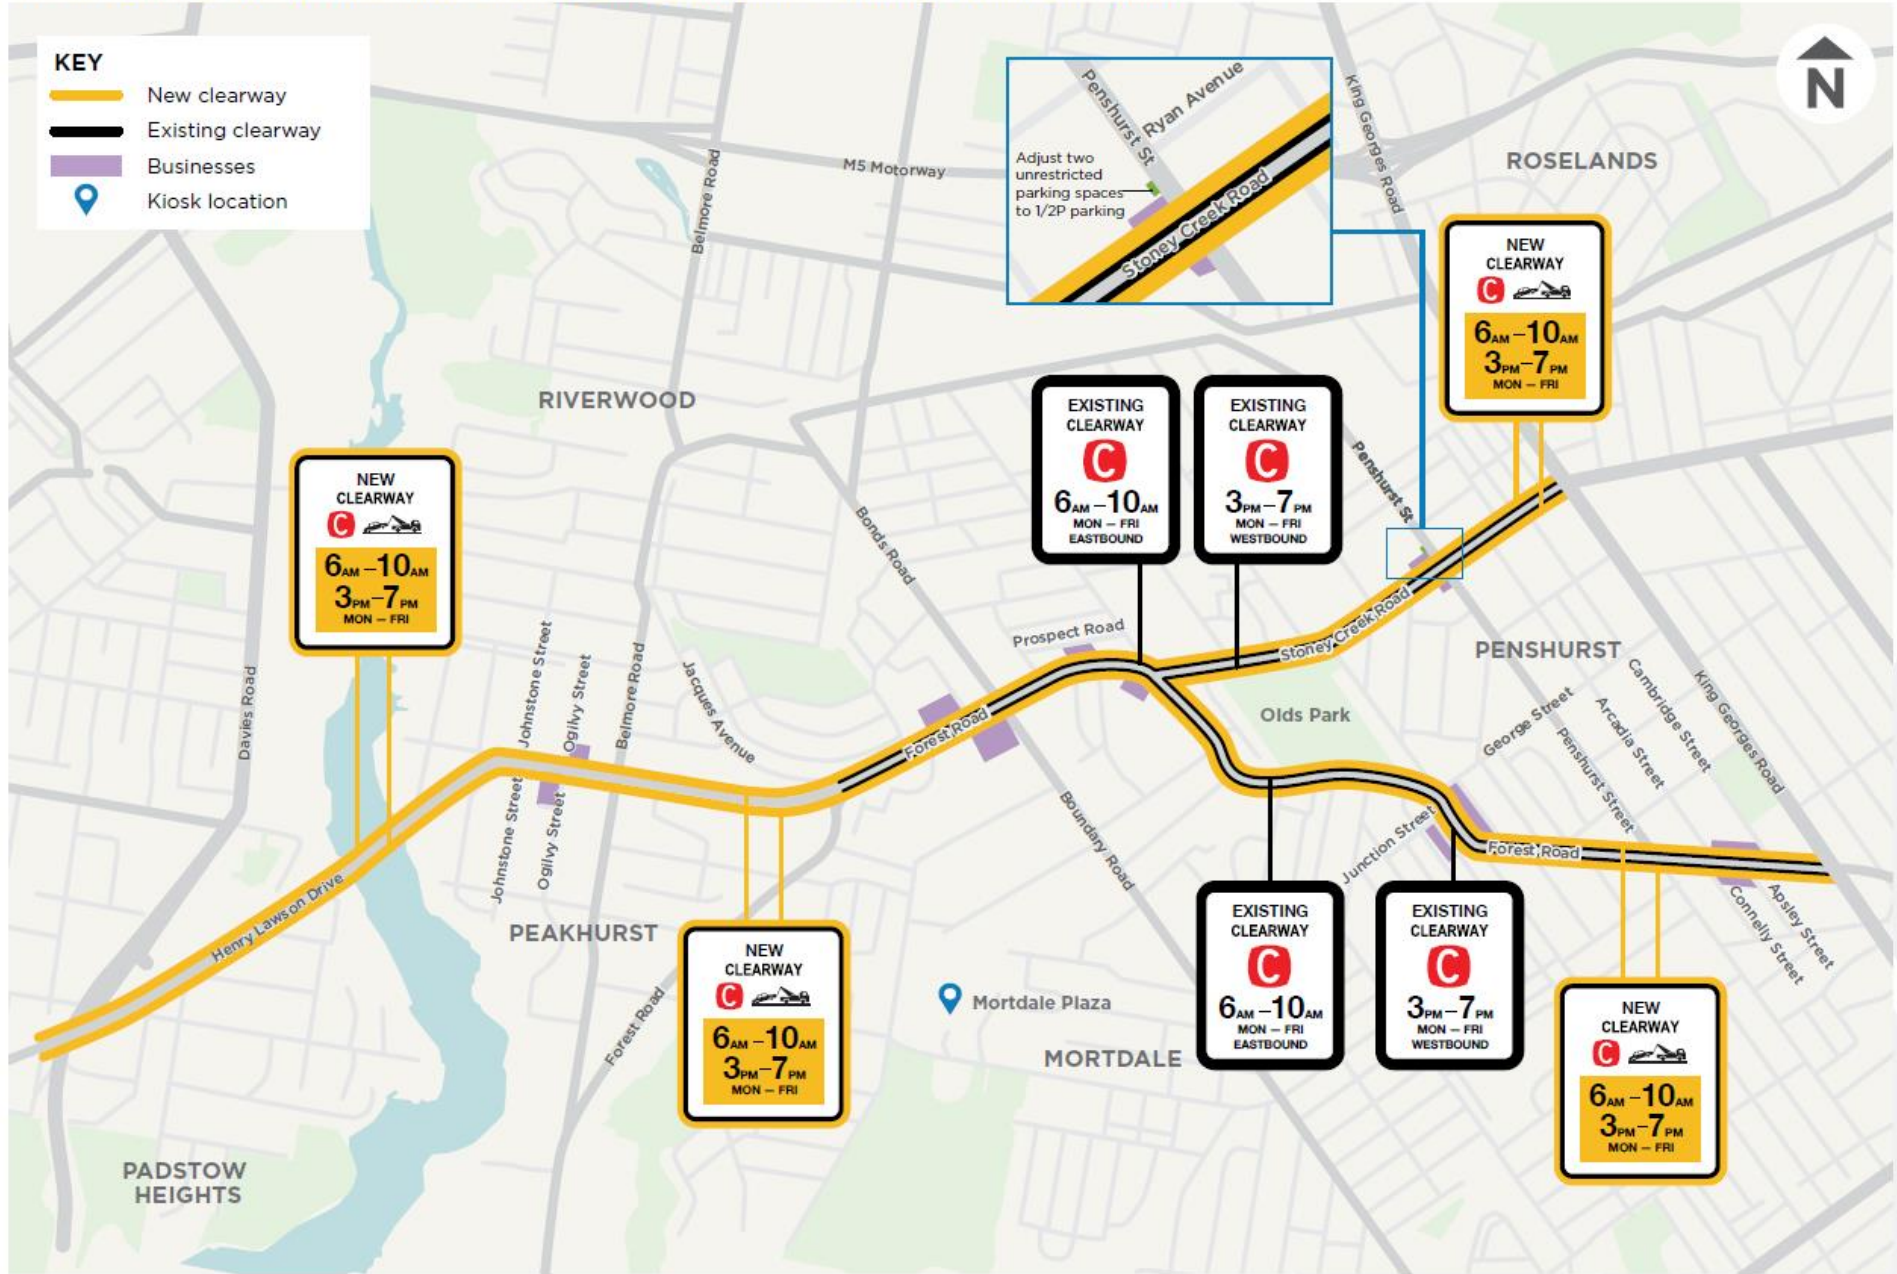 KEY
New clearway
Existing clearway
Businesses
Kiosk location
N
Penshurst St
Ryan Avenue
Adjust two
unrestricted
parking spaces
to 1/2P parking
Stoney Creek Road
King Georges Road
ROSELANDS
M5 Motorway
Belmore Road
RIVERWOOD
NEW
CLEARWAY
C
6AM–10AM
3PM–7PM
MON – FRI
EXISTING
CLEARWAY
C
6AM–10AM
MON – FRI
EASTBOUND
EXISTING
CLEARWAY
C
3PM–7PM
MON – FRI
WESTBOUND
NEW
CLEARWAY
C
6AM–10AM
3PM–7PM
MON – FRI
Penshurst St
Bonds Road
Prospect Road
Stoney Creek Road
PENSHURST
Olds Park
Davies Road
Johnstone Street
Ogilvy Street
Belmore Road
Jacques Avenue
Forest Road
George Street
Penshurst Street
Arcadia Street
Cambridge Street
King Georges Road
Johnstone Street
Ogilvy Street
Boundary Road
Junction Street
Forest Road
Connelly Street
Apsley Street
Henry Lawson Drive
PEAKHURST
Forest Road
NEW
CLEARWAY
C
6AM–10AM
3PM–7PM
MON – FRI
Mortdale Plaza
MORTDALE
EXISTING
CLEARWAY
C
6AM–10AM
MON – FRI
EASTBOUND
EXISTING
CLEARWAY
C
3PM–7PM
MON – FRI
WESTBOUND
NEW
CLEARWAY
C
6AM–10AM
3PM–7PM
MON – FRI
PADSTOW
HEIGHTS